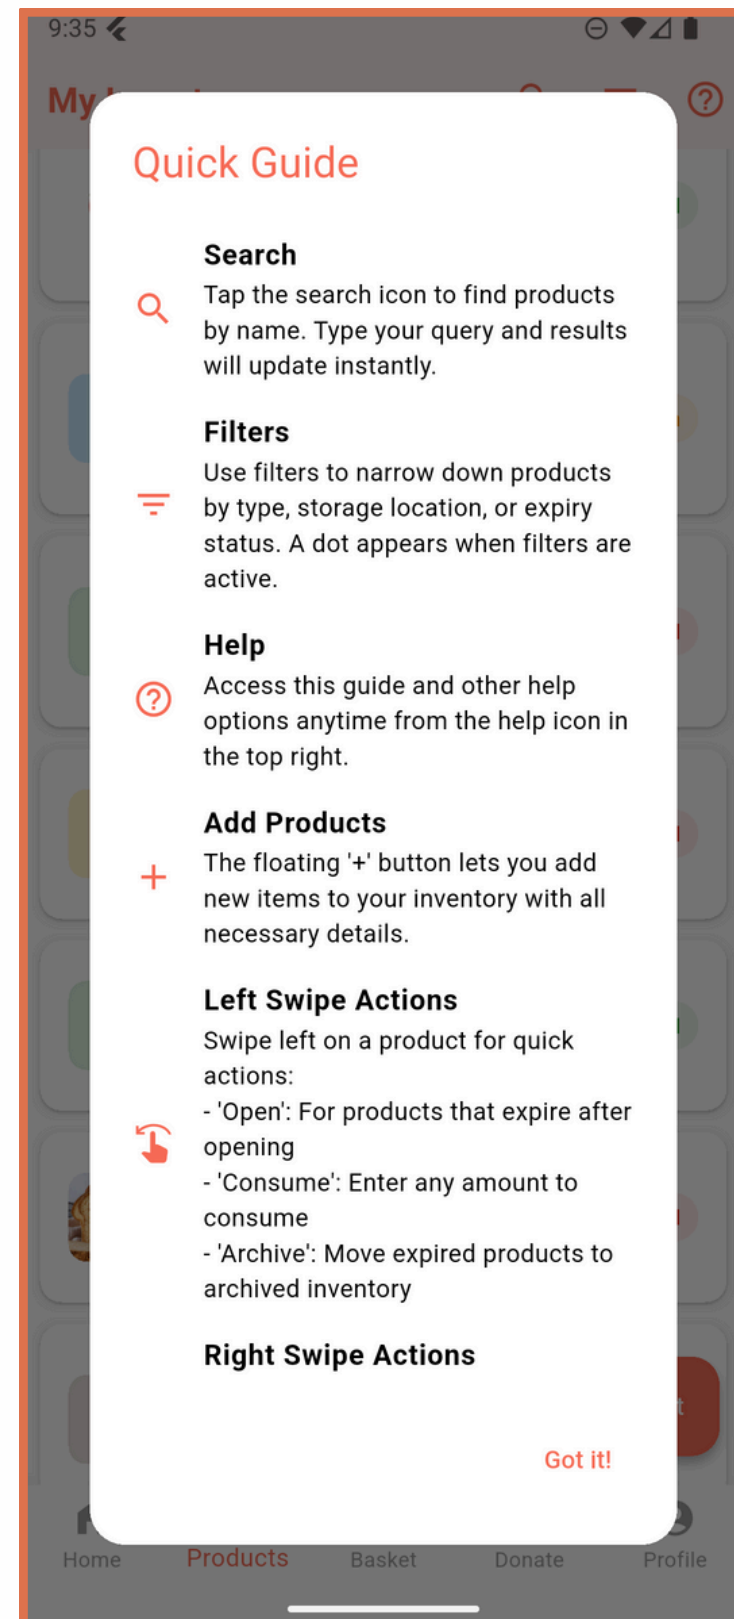 9:35
My
Quick Guide
Search
Tap the search icon to find products
by name. Type your query and results
will update instantly.
Filters
Use filters to narrow down products
by type, storage location, or expiry
status. A dot appears when filters are
active.
Help
Access this guide and other help
options anytime from the help icon in
the top right.
Add Products
The floating '+' button lets you add
new items to your inventory with all
necessary details.
Left Swipe Actions
Swipe left on a product for quick
actions:
- 'Open': For products that expire after
opening
- 'Consume': Enter any amount to
consume
- 'Archive': Move expired products to
archived inventory
Right Swipe Actions
Got it!
Home Products Basket Donate Profile